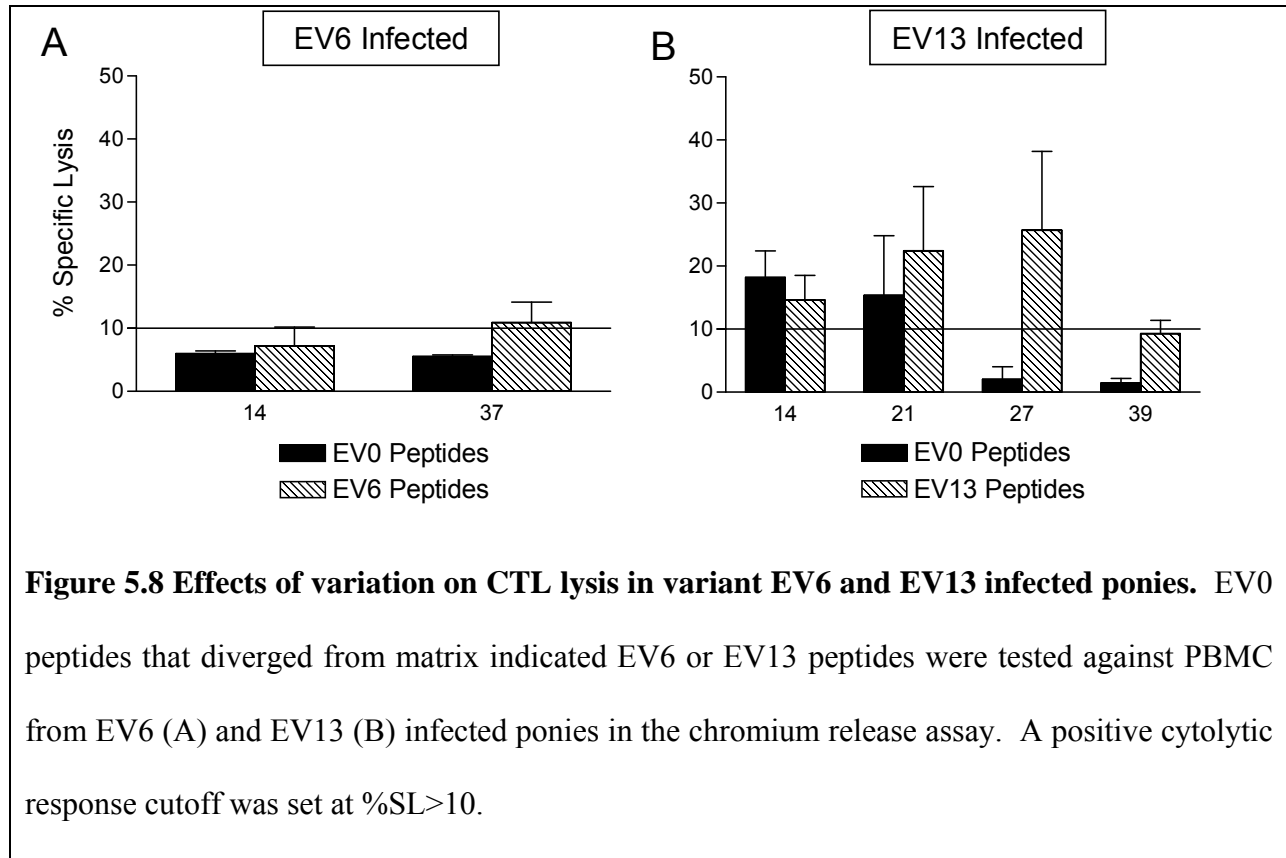 A
EV6 Infected
% Specific Lysis
50
40
30
20
10
0
14
37
EV0 Peptides
EV6 Peptides
B
EV13 Infected
50
40
30
20
10
0
14
21
27
39
EV0 Peptides
EV13 Peptides
Figure 5.8 Effects of variation on CTL lysis in variant EV6 and EV13 infected ponies. EV0
peptides that diverged from matrix indicated EV6 or EV13 peptides were tested against PBMC
from EV6 (A) and EV13 (B) infected ponies in the chromium release assay. A positive cytolytic
response cutoff was set at %SL>10.